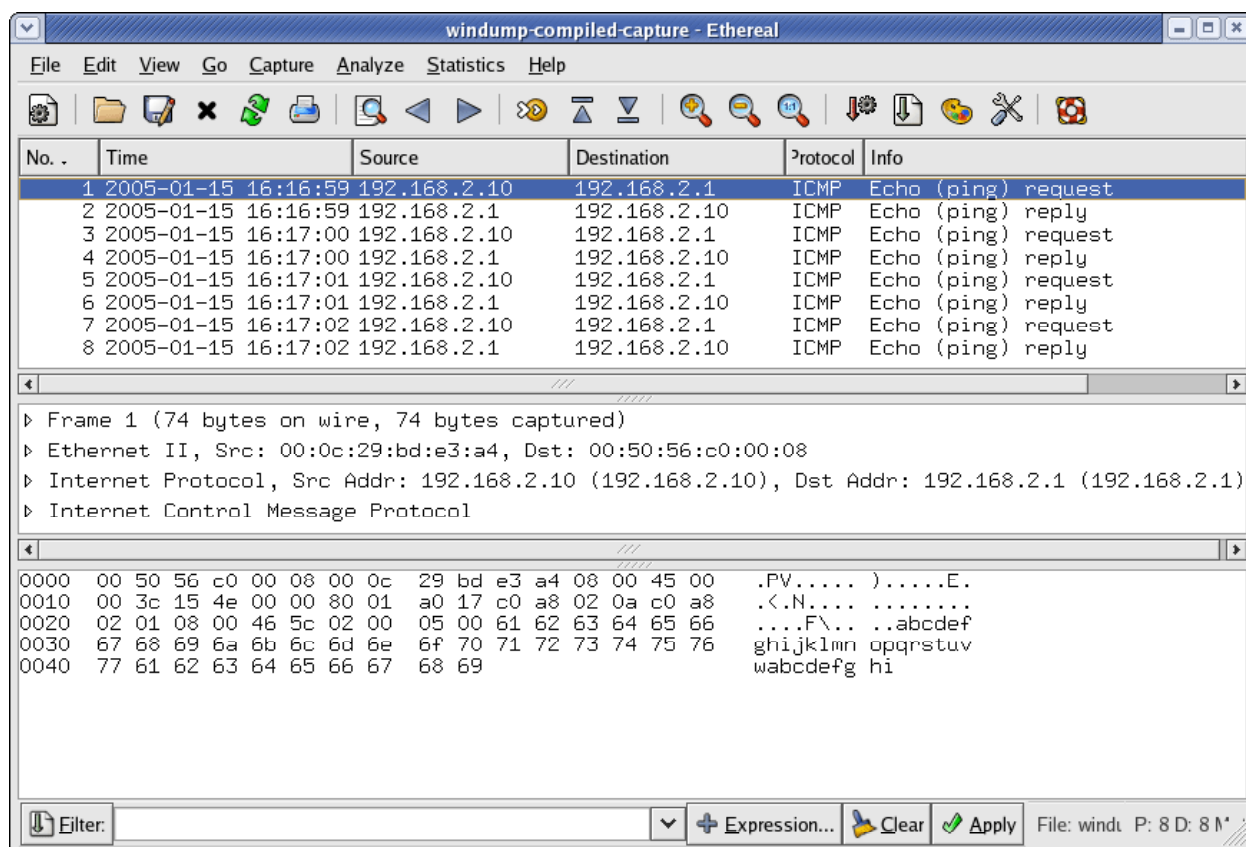 windump-compiled-capture - Ethereal
File Edit View Go Capture Analyze Statistics Help
No. . Time Source Destination Protocol Info
1 2005-01-15 16:16:59 192.168.2.10 192.168.2.1 ICMP Echo (ping) request
2 2005-01-15 16:16:59 192.168.2.1 192.168.2.10 ICMP Echo (ping) reply
3 2005-01-15 16:17:00 192.168.2.10 192.168.2.1 ICMP Echo (ping) request
4 2005-01-15 16:17:00 192.168.2.1 192.168.2.10 ICMP Echo (ping) reply
5 2005-01-15 16:17:01 192.168.2.10 192.168.2.1 ICMP Echo (ping) request
6 2005-01-15 16:17:01 192.168.2.1 192.168.2.10 ICMP Echo (ping) reply
7 2005-01-15 16:17:02 192.168.2.10 192.168.2.1 ICMP Echo (ping) request
8 2005-01-15 16:17:02 192.168.2.1 192.168.2.10 ICMP Echo (ping) reply
Frame 1 (74 bytes on wire, 74 bytes captured)
Ethernet II, Src: 00:0c:29:bd:e3:a4, Dst: 00:50:56:c0:00:08
Internet Protocol, Src Addr: 192.168.2.10 (192.168.2.10), Dst Addr: 192.168.2.1 (192.168.2.1)
Internet Control Message Protocol
0000 00 50 56 c0 00 08 00 0c 29 bd e3 a4 08 00 45 00 .PV..... ).....E.
0010 00 3c 15 4e 00 00 80 01 a0 17 c0 a8 02 0a c0 a8 .<.N.... ........
0020 02 01 08 00 46 5c 02 00 05 00 61 62 63 64 65 66 ....F\.. ..abcdef
0030 67 68 69 6a 6b 6c 6d 6e 6f 70 71 72 73 74 75 76 ghijklmn opqrstuv
0040 77 61 62 63 64 65 66 67 68 69 wabcdefg hi
Filter: Expression... Clear Apply File: windu P: 8 D: 8 M